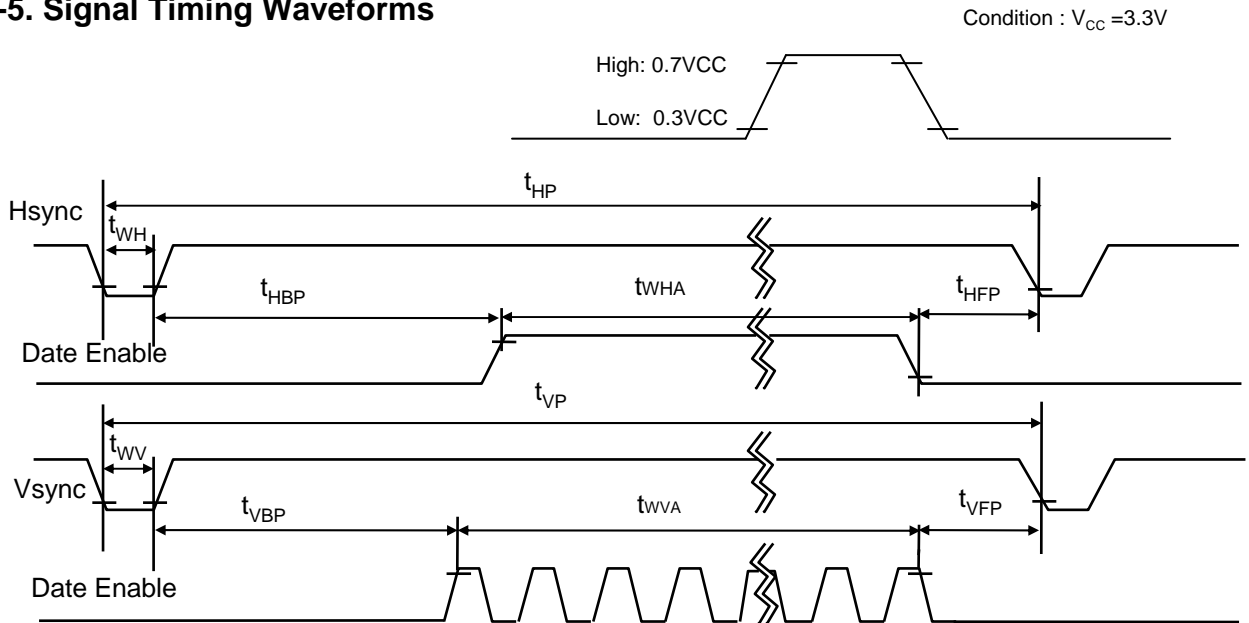 -5. Signal Timing Waveforms
Condition : VCC =3.3V
High: 0.7VCC
Low: 0.3VCC
tHP
Hsync
tWH
tHBP
tWHA
tHFP
Date Enable
tVP
tWV
Vsync
tVBP
tWVA
tVFP
Date Enable